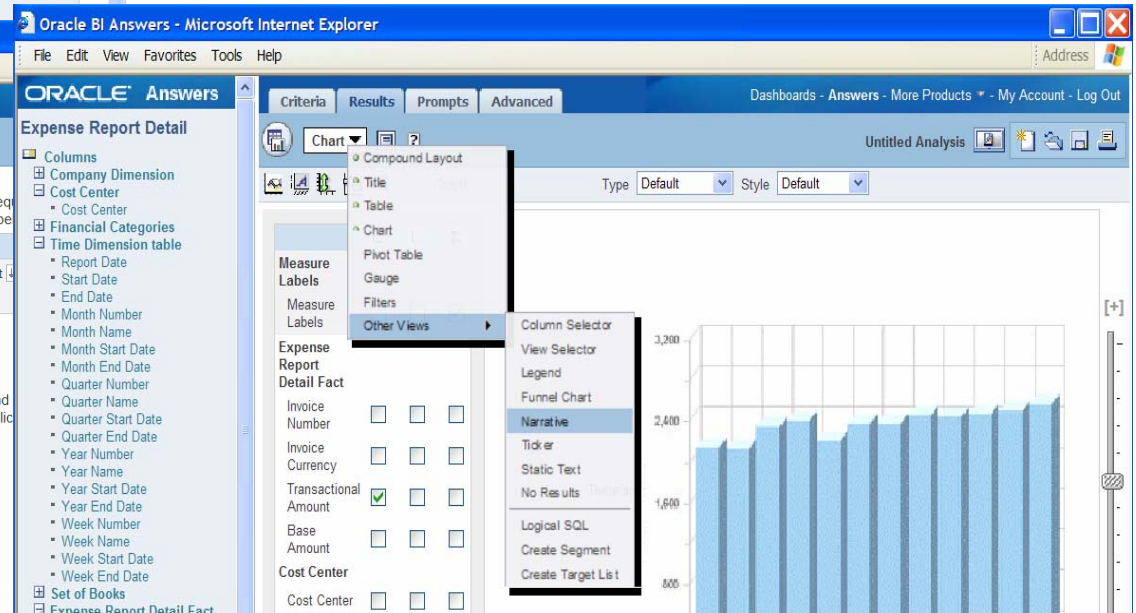 Oracle BI Answers - Microsoft Internet Explorer
File Edit View Favorites Tools Help
Address
ORACLE Answers
Criteria Results Prompts Advanced
Dashboards - Answers - More Products - My Account - Log Out
Expense Report Detail
Chart
Untitled Analysis
Type Default Style Default
Columns
Company Dimension
Cost Center
Cost Center
Financial Categories
Time Dimension table
Report Date
Start Date
End Date
Month Number
Month Name
Month Start Date
Month End Date
Quarter Number
Quarter Name
Quarter Start Date
Quarter End Date
Year Number
Year Name
Year Start Date
Year End Date
Week Number
Week Name
Week Start Date
Week End Date
Set of Books
Expense Report Detail Fact
Compound Layout
Title
Table
Chart
Pivot Table
Gauge
Filters
Other Views
Column Selector
View Selector
Legend
Funnel Chart
Narrative
Ticker
Static Text
No Results
Logical SQL
Create Segment
Create Target List
Measure
Labels
Measure
Labels
Expense
Report
Detail Fact
Invoice
Number
Invoice
Currency
Transactional
Amount
Base
Amount
Cost Center
Cost Center
3,200
2,400
1,600
800
[+]